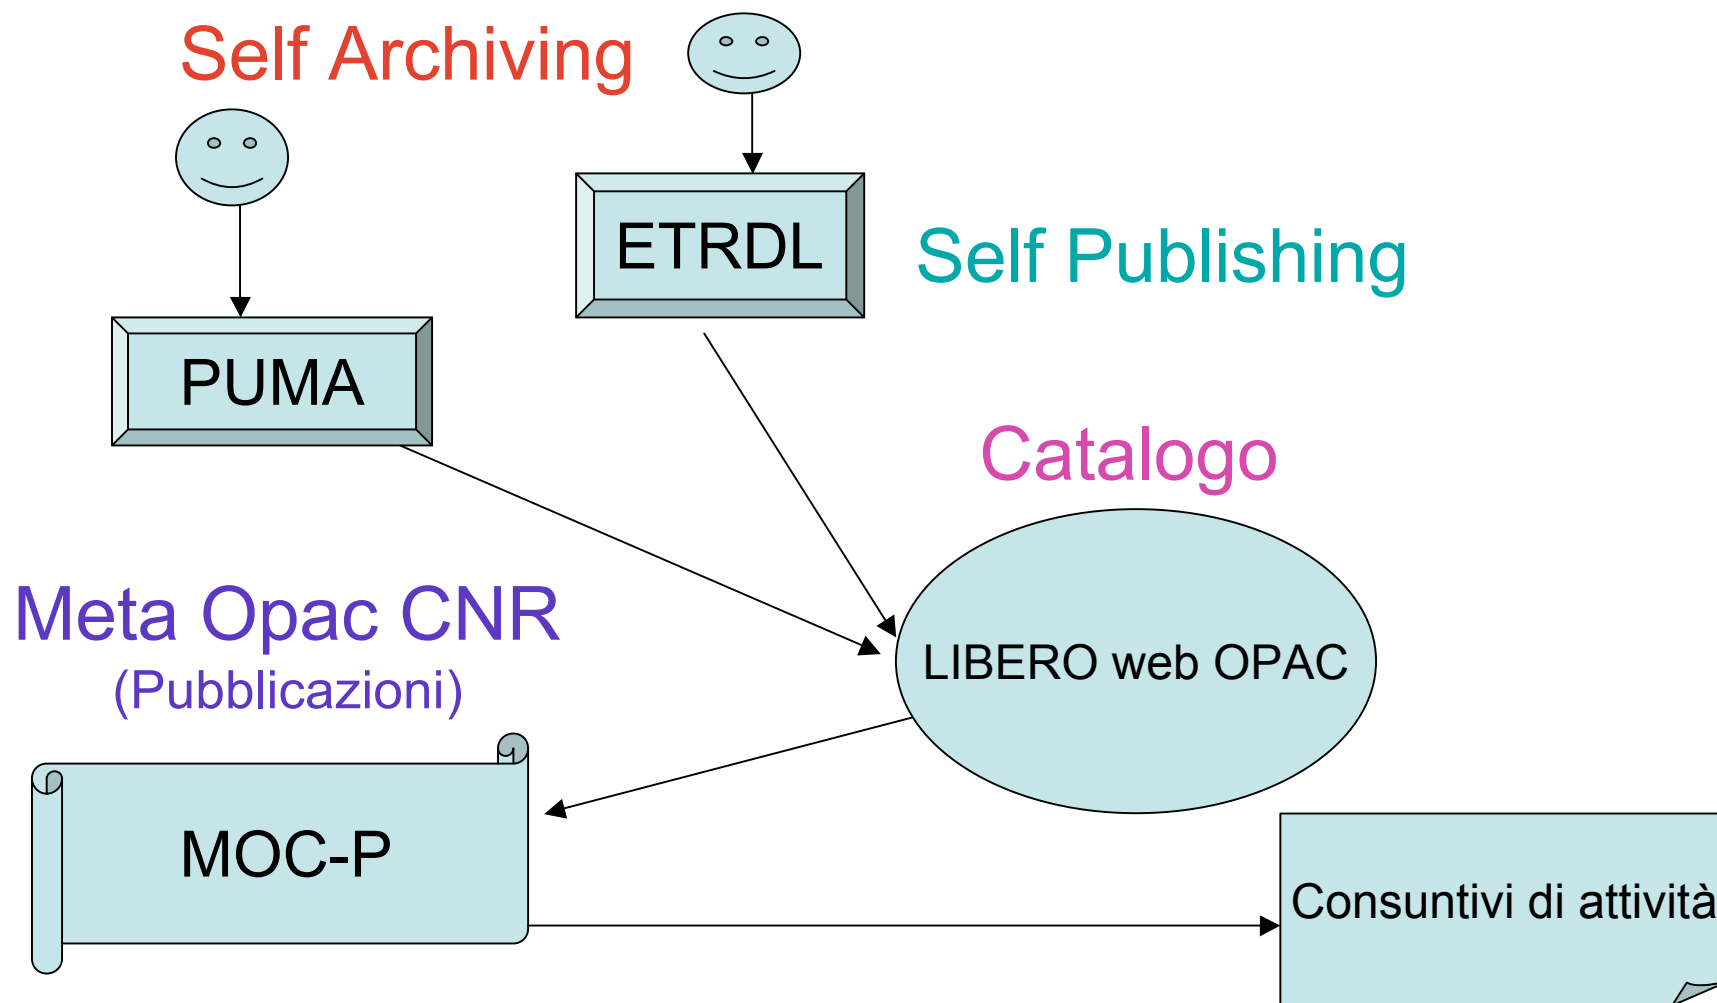 Self Archiving
ETRDL
Self Publishing
PUMA
Catalogo
Meta Opac CNR
(Pubblicazioni)
LIBERO web OPAC
MOC-P
Consuntivi di attività